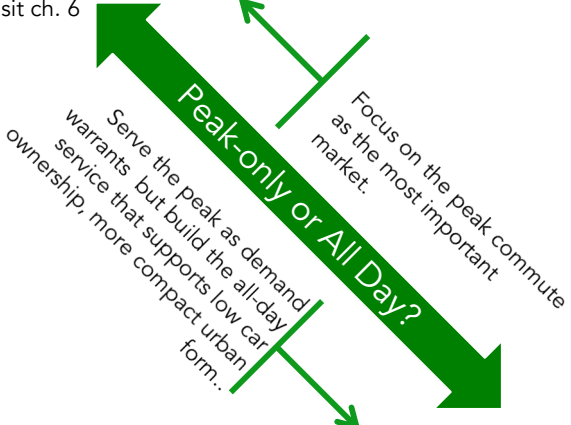 sit ch. 6
Peak-only or All Day?
Focus on the peak commute
as the most important
market.
Serve the peak as demand
warrants but build the all-day
service that supports low car
ownership, more compact urban
form..